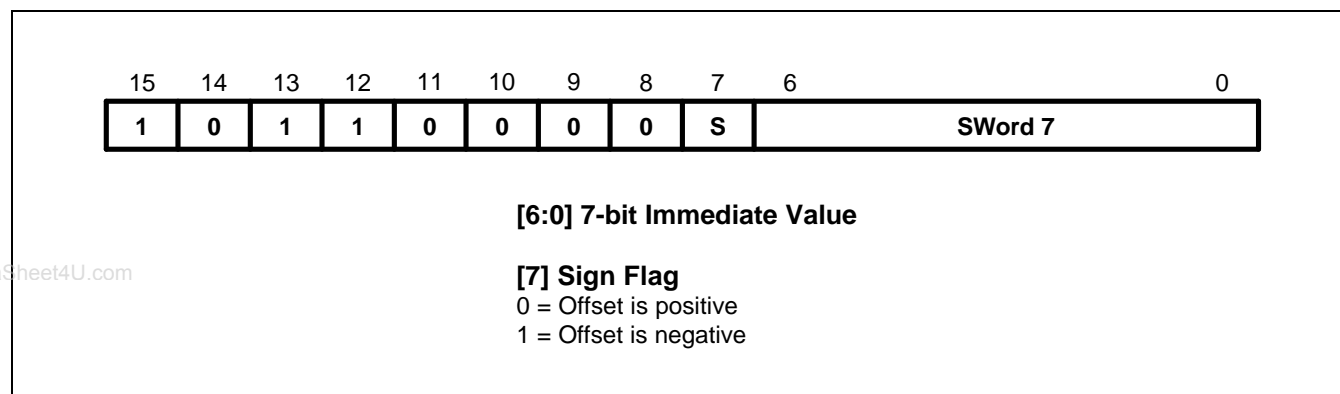 15 14 13 12 11 10 9 8 7 6 0
1 0 1 1 0 0 0 0 S SWord 7
[6:0] 7-bit Immediate Value
[7] Sign Flag
0 = Offset is positive
1 = Offset is negative
Sheet4U.com